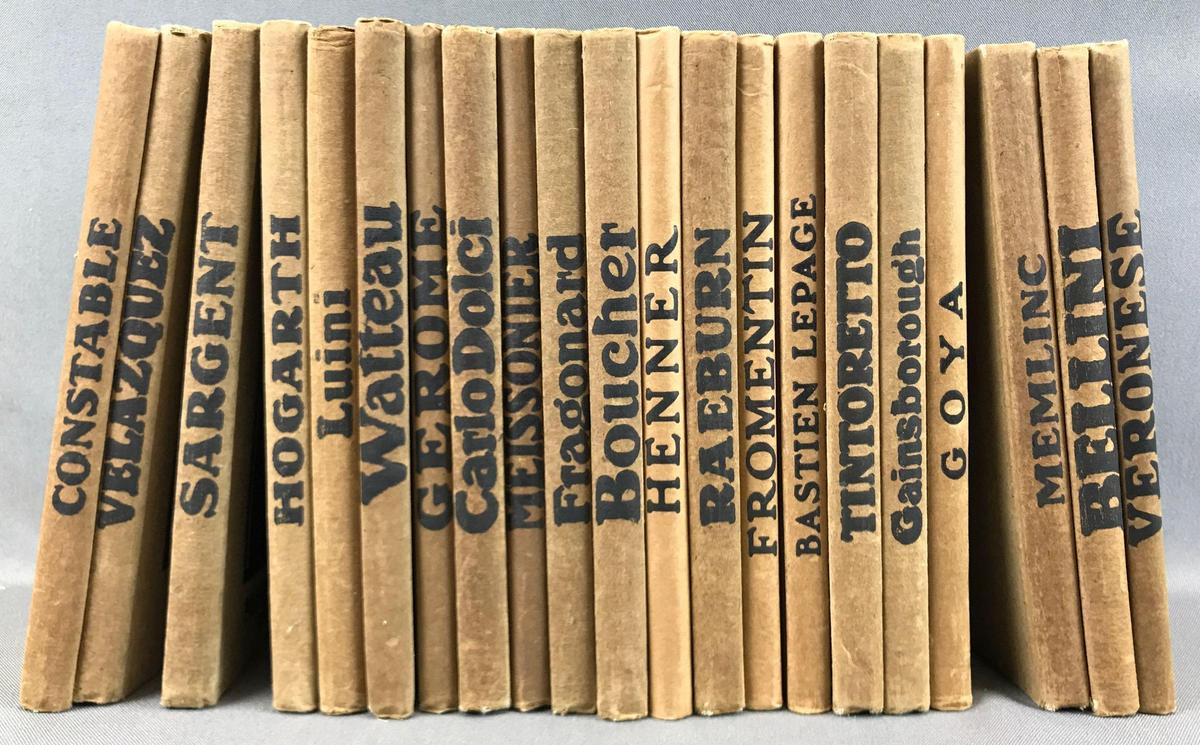 CONSTABLE
VELAZQUEZ
SARGENT
HOGARTH
Luini
Watteau
GEROME
Carlo Dolci
MEISSONIER
Fragonard
Boucher
HENNER
RAEBURN
FROMENTIN
BASTIEN LEPAGE
TINTORETTO
Gainsborough
GOYA
MEMLINC
BELLINI
VERONESE